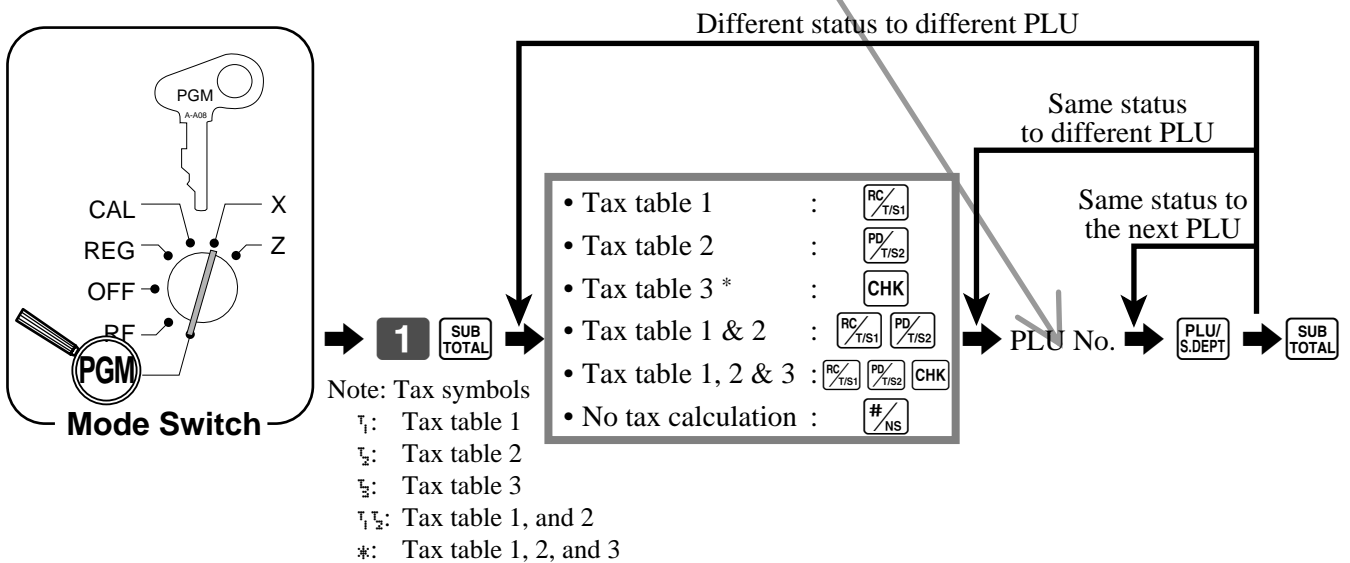 Different status to different PLU
PGM
A-A08
Same status
to different PLU
CAL
X
REG
Z
OFF
RF
PGM
Mode Switch
Same status to
the next PLU
• Tax table 1 : RC/T/S1
• Tax table 2 : PD/T/S2
• Tax table 3 * : CHK
• Tax table 1 & 2 : RC/T/S1 PD/T/S2
• Tax table 1, 2 & 3 : RC/T/S1 PD/T/S2 CHK
• No tax calculation : #/NS
1
SUB
TOTAL
PLU No.
PLU/
S.DEPT
SUB
TOTAL
Note: Tax symbols
T1: Tax table 1
T2: Tax table 2
T3: Tax table 3
T1T2: Tax table 1, and 2
*: Tax table 1, 2, and 3